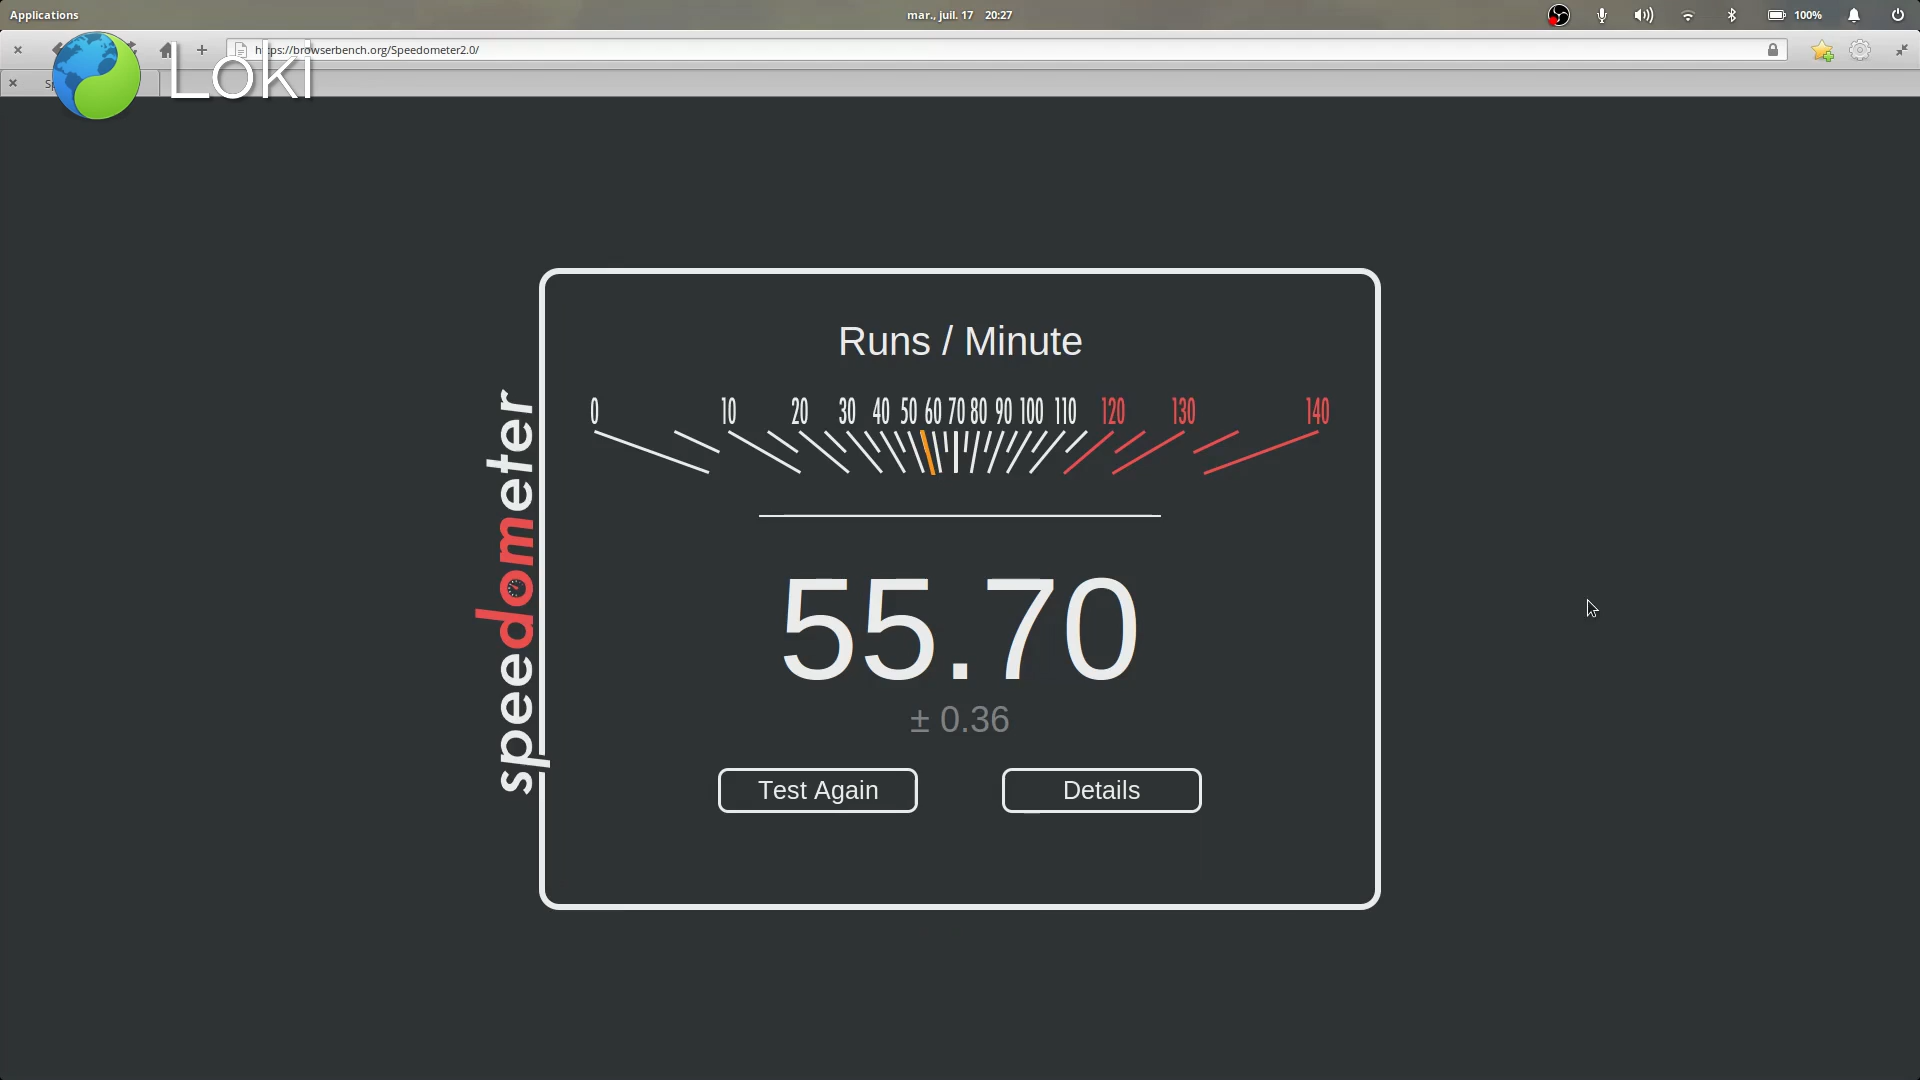 Applications
mar., juil. 17 20:27
100%
https://browserbench.org/Speedometer2.0/
Loki
Runs / Minute
0 10 20 30 40 50 60 70 80 90 100 110 120 130 140
speedometer
55.70
± 0.36
Test Again
Details